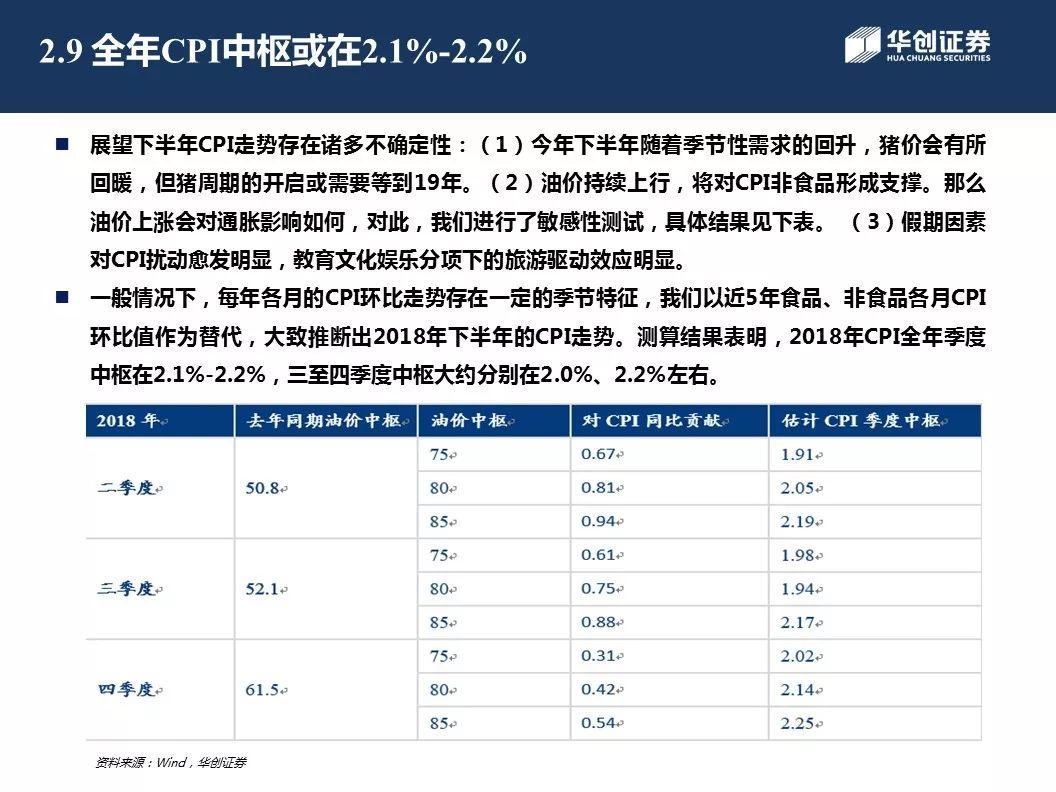 2.9 全年CPI中枢或在2.1%-2.2%
华创证券
HUA CHUANG SECURITIES
展望下半年CPI走势存在诸多不确定性：（1）今年下半年随着季节性需求的回升，猪价会有所
回暖，但猪周期的开启或需要等到19年。（2）油价持续上行，将对CPI非食品形成支撑。那么
油价上涨会对通胀影响如何，对此，我们进行了敏感性测试，具体结果见下表。 （3）假期因素
对CPI扰动愈发明显，教育文化娱乐分项下的旅游驱动效应明显。
一般情况下，每年各月的CPI环比走势存在一定的季节特征，我们以近5年食品、非食品各月CPI
环比值作为替代，大致推断出2018年下半年的CPI走势。测算结果表明，2018年CPI全年季度
中枢在2.1%-2.2%，三至四季度中枢大约分别在2.0%、2.2%左右。
2018 年 去年同期油价中枢 油价中枢 对 CPI 同比贡献 估计 CPI 季度中枢
75 0.67 1.91
二季度 50.8 80 0.81 2.05
85 0.94 2.19
75 0.61 1.98
三季度 52.1 80 0.75 1.94
85 0.88 2.17
75 0.31 2.02
四季度 61.5 80 0.42 2.14
85 0.54 2.25
资料来源：Wind，华创证券